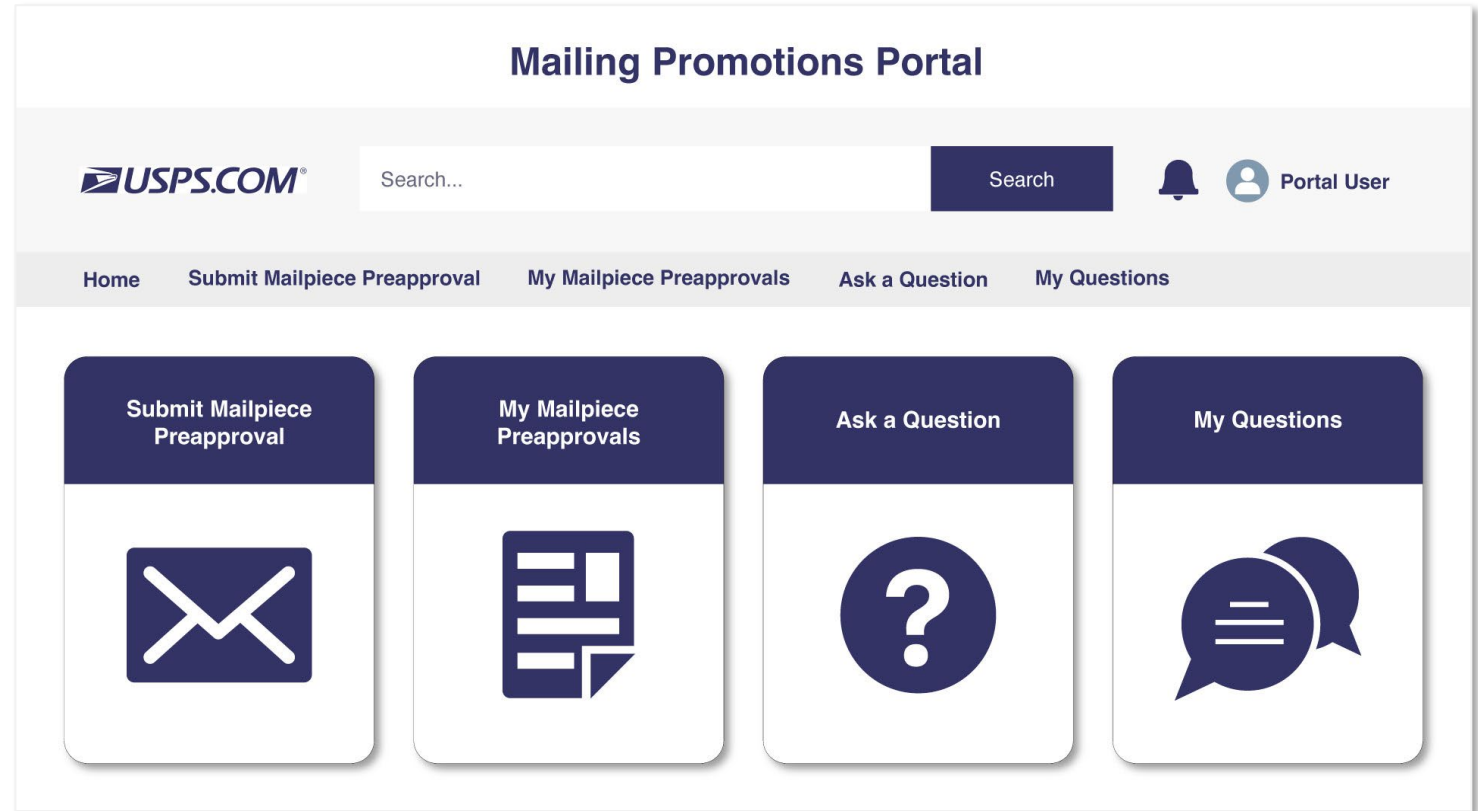 Mailing Promotions Portal
USPS.COM®
Search...
Search
Portal User
Home
Submit Mailpiece Preapproval
My Mailpiece Preapprovals
Ask a Question
My Questions
Submit Mailpiece
Preapproval
My Mailpiece
Preapprovals
Ask a Question
My Questions
?